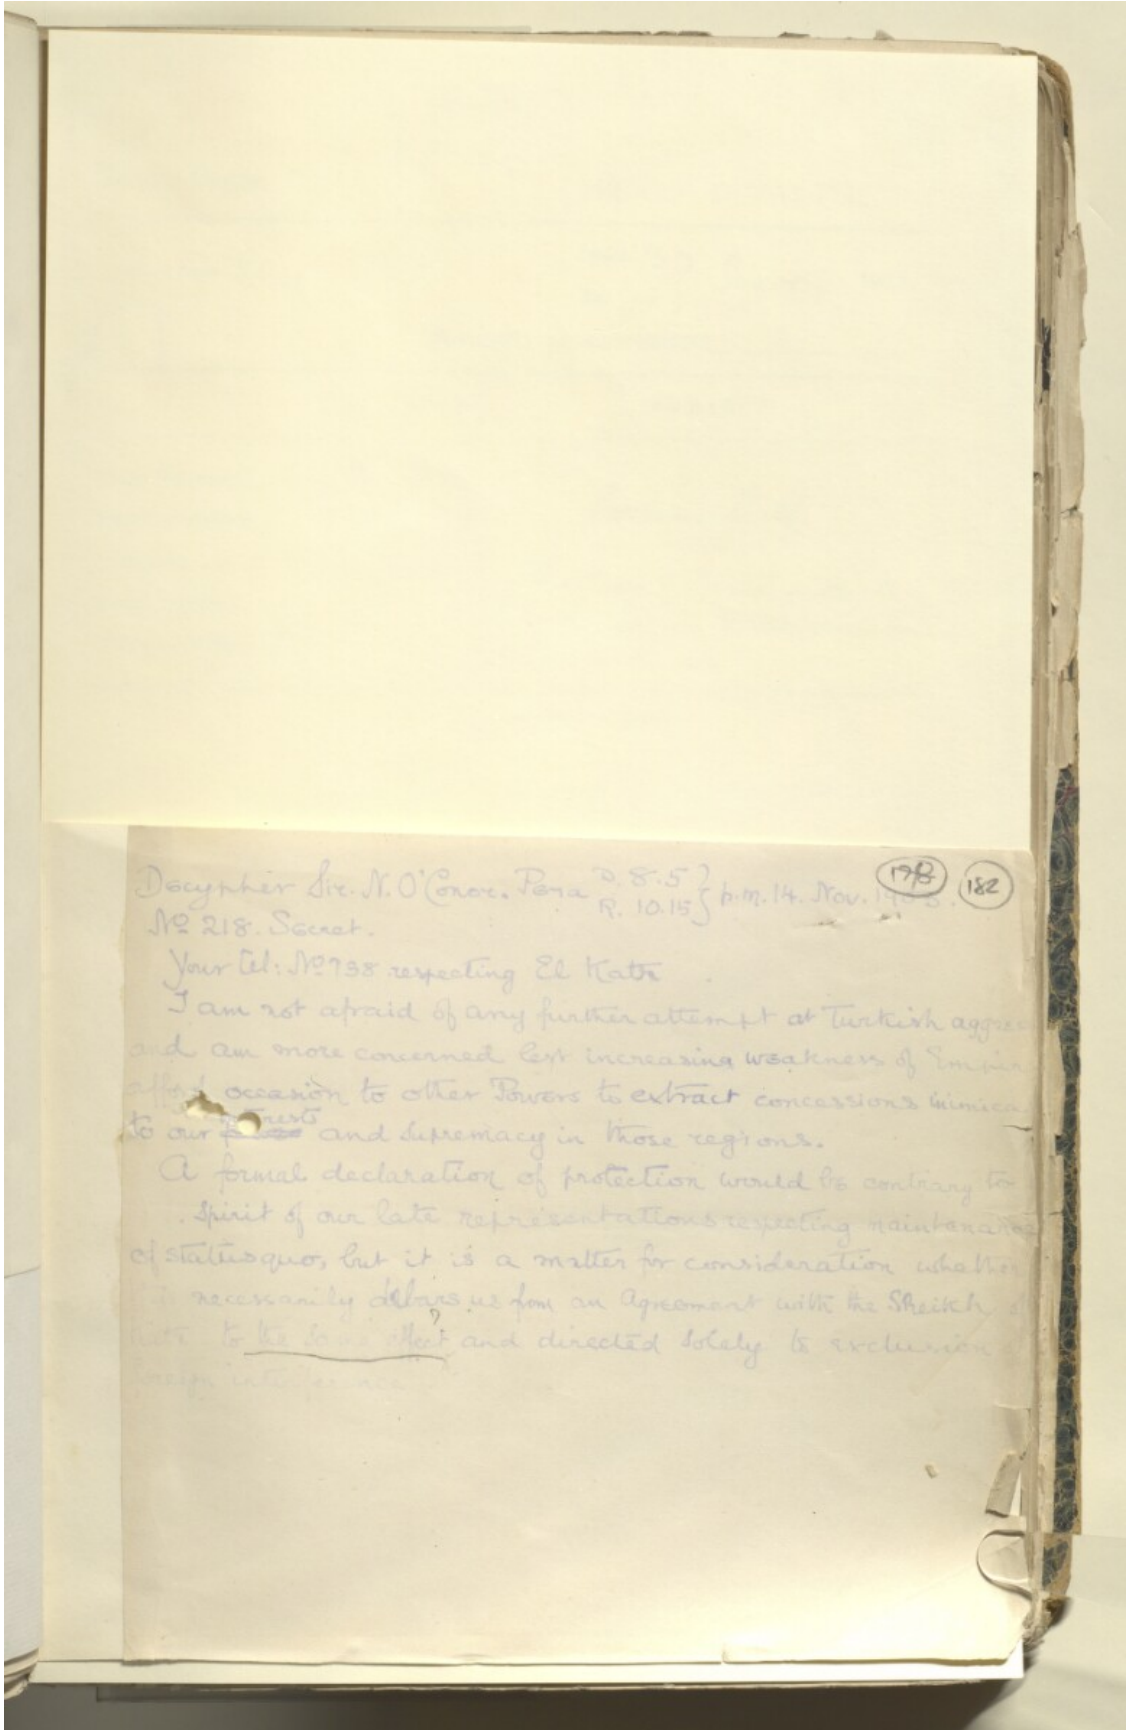 Decypher Sir. N. O'Conor. Pera D. 8.5 } p.m. 14. Nov. 190
R. 10.15
182
No 218. Secret.
Your tel: No 738 respecting El Katr
I am not afraid of any further attempt at Turkish aggres
and am more concerned lest increasing weakness of Empire
afford occasion to other Powers to extract concessions inimical
to our interests and supremacy in those regions.
A formal declaration of protection would be contrary to
spirit of our late representations respecting maintenance
of status quo, but it is a matter for consideration whether
necessarily debars us from an Agreement with the Sheikh of
to the same effect ? and directed solely to exclusion
foreign interference